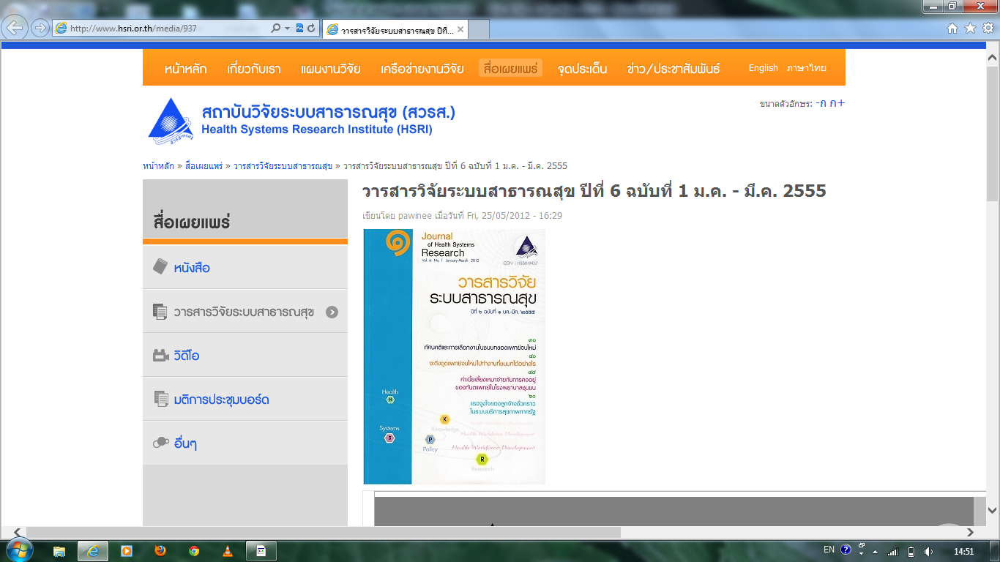 http://www.hsri.or.th/media/937
วารสารวิจัยระบบสาธารณสุข ปีที่...
หน้าหลัก เกี่ยวกับเรา แผนงานวิจัย เครือข่ายงานวิจัย สื่อเผยแพร่ จุดประเด็น ข่าว/ประชาสัมพันธ์ English ภาษาไทย
ขนาดตัวอักษร: -ก ก+
สถาบันวิจัยระบบสาธารณสุข (สวรส.)
Health Systems Research Institute (HSRI)
หน้าหลัก » สื่อเผยแพร่ » วารสารวิจัยระบบสาธารณสุข » วารสารวิจัยระบบสาธารณสุข ปีที่ 6 ฉบับที่ 1 ม.ค. - มี.ค. 2555
สื่อเผยแพร่
หนังสือ
วารสารวิจัยระบบสาธารณสุข
วิดีโอ
มติการประชุมบอร์ด
อื่นๆ
วารสารวิจัยระบบสาธารณสุข ปีที่ 6 ฉบับที่ 1 ม.ค. - มี.ค. 2555
เขียนโดย pawinee เมื่อวันที่ Fri, 25/05/2012 - 16:29
Journal
of Health Systems
Research
Vol. 6 No. 1 January-March 2012
วารสารวิจัย
ระบบสาธารณสุข
ปีที่ ๖ ฉบับที่ ๑ มค.-มีค. ๒๕๕๕
๓๐
ทัศนคติและการเลือกงานในชนบทของแพทย์จบใหม่
๔๐
จะดึงดูดแพทย์จบใหม่ไปทำงานที่ชนบทได้อย่างไร
๔๘
ค่าเบี้ยเลี้ยงเหมาจ่ายกับการคงอยู่
ของทันตแพทย์ในโรงพยาบาลชุมชน
๖๐
แรงจูงใจของลูกจ้างชั่วคราว
ในระบบบริการสุขภาพภาครัฐ
Health
H
Systems
S
K
Knowledge
P
Policy
Health Workforce Development
Health Workforce Development
Health Workforce Development
R
Research
EN
14:51